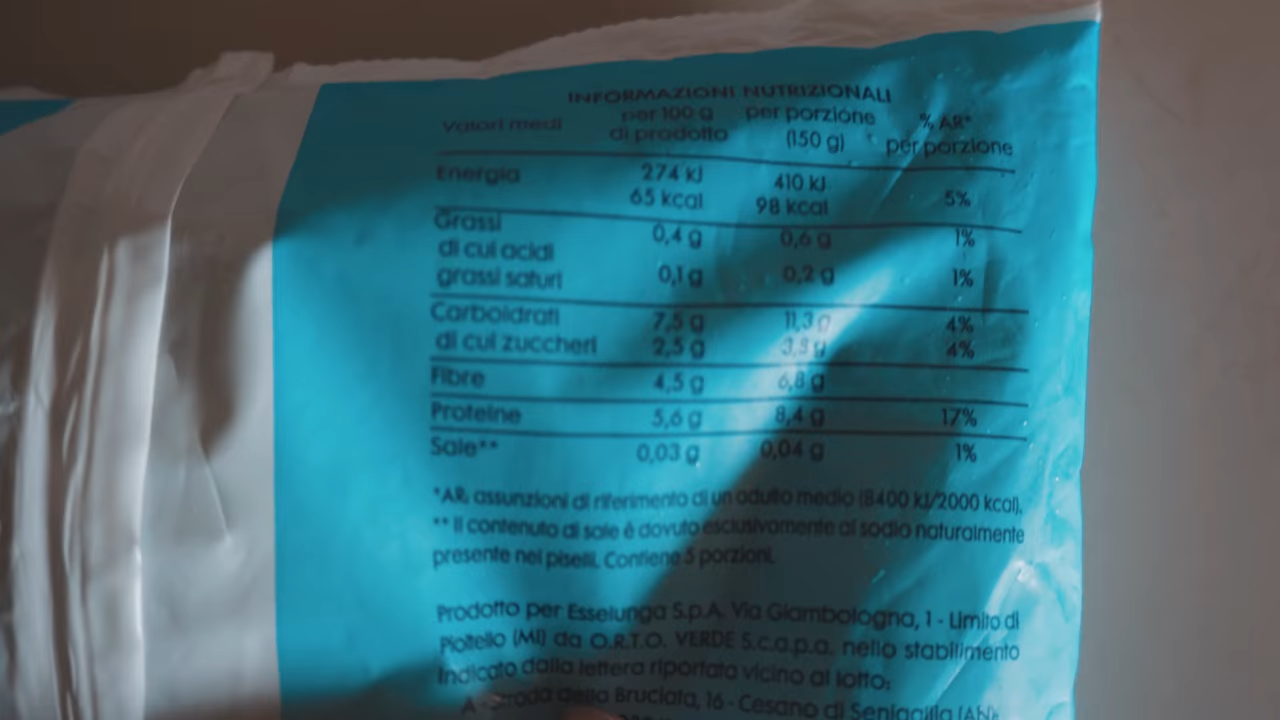 INFORMAZIONI NUTRIZIONALI
Valori medi per 100 g di prodotto per porzione (150 g) % AR* per porzione
Energia 274 kJ 410 kJ
65 kcal 98 kcal 5%
Grassi 0,4 g 0,6 g 1%
di cui acidi
grassi saturi 0,1 g 0,2 g 1%
Carboidrati 7,5 g 11,3 g 4%
di cui zuccheri 2,5 g 3,8 g 4%
Fibre 4,5 g 6,8 g
Proteine 5,6 g 8,4 g 17%
Sale** 0,03 g 0,04 g 1%
*AR: assunzioni di riferimento di un adulto medio (8400 kJ/2000 kcal).
** Il contenuto di sale è dovuto esclusivamente al sodio naturalmente
presente nei piselli. Contiene 5 porzioni.
Prodotto per Esselunga S.p.A. Via Giambologna, 1 - Limito di
Pioltello (MI) da O.R.T.O. VERDE S.c.a.p.a. nello stabilimento
indicato dalla lettera riportata vicino al lotto:
A - Strada della Bruciata, 16 - Cesano di Senigallia (AN);